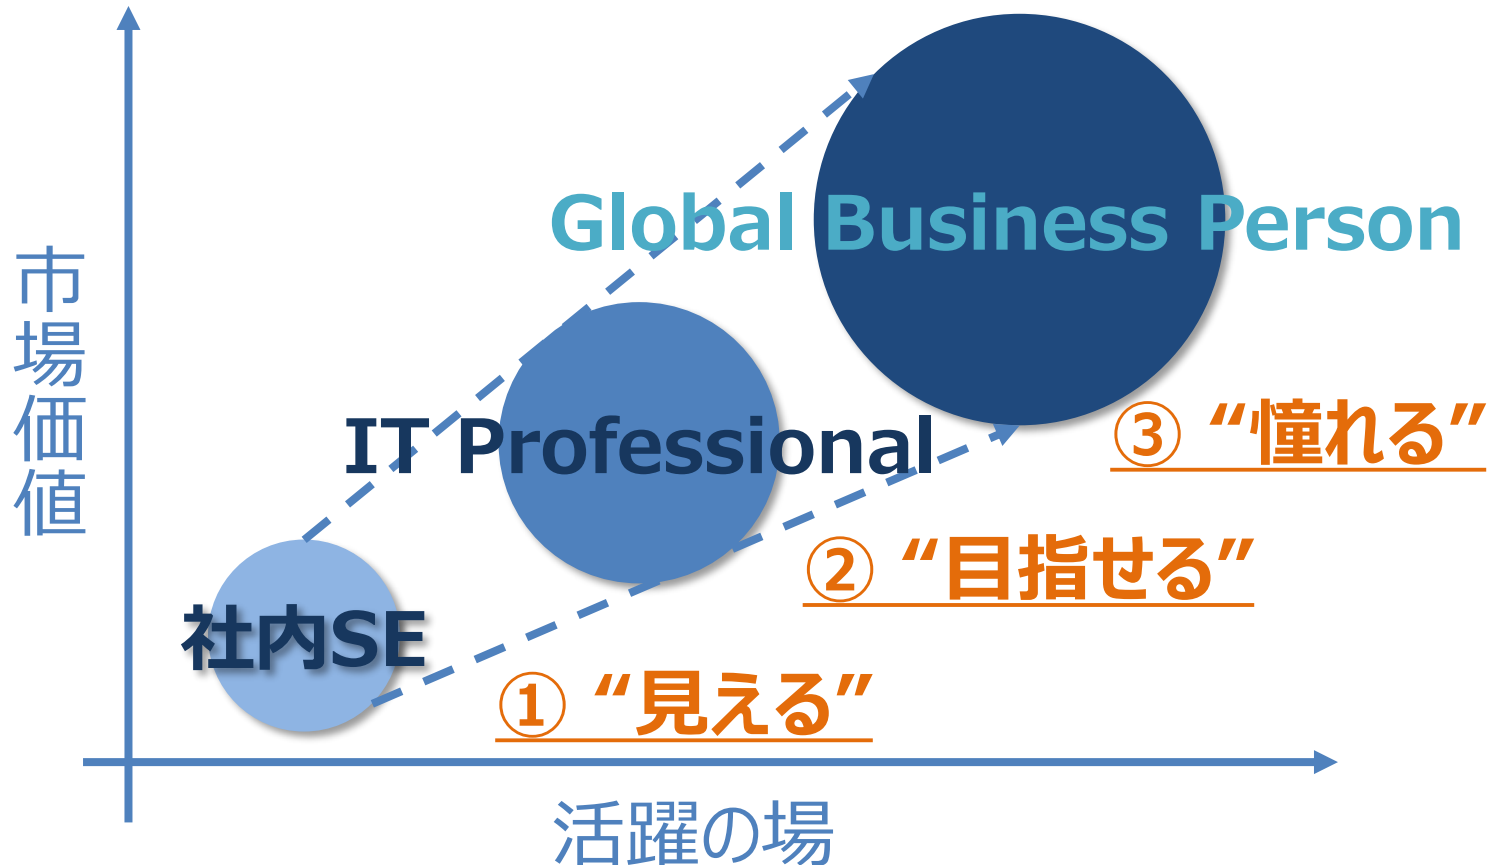 市場価値
Global Business Person
IT Professional
社内SE
③ “憧れる”
② “目指せる”
① “見える”
活躍の場